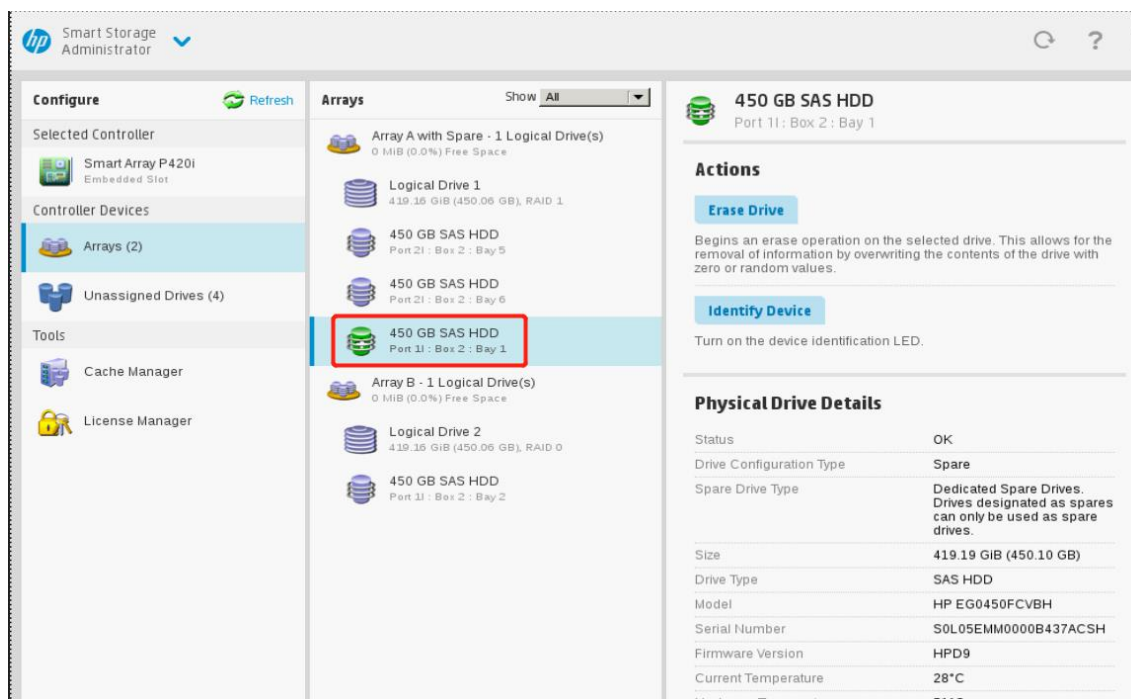 hp
Smart Storage
Administrator
?
Configure
Refresh
Selected Controller
Smart Array P420i
Embedded Slot
Controller Devices
Arrays (2)
Unassigned Drives (4)
Tools
Cache Manager
License Manager
Arrays
Show All
Array A with Spare - 1 Logical Drive(s)
0 MiB (0.0%) Free Space
Logical Drive 1
419.16 GiB (450.06 GB), RAID 1
450 GB SAS HDD
Port 2I : Box 2 : Bay 5
450 GB SAS HDD
Port 2I : Box 2 : Bay 6
450 GB SAS HDD
Port 1I : Box 2 : Bay 1
Array B - 1 Logical Drive(s)
0 MiB (0.0%) Free Space
Logical Drive 2
419.16 GiB (450.06 GB), RAID 0
450 GB SAS HDD
Port 1I : Box 2 : Bay 2
450 GB SAS HDD
Port 1I : Box 2 : Bay 1
Actions
Erase Drive
Begins an erase operation on the selected drive. This allows for the
removal of information by overwriting the contents of the drive with
zero or random values.
Identify Device
Turn on the device identification LED.
Physical Drive Details
Status OK
Drive Configuration Type Spare
Spare Drive Type Dedicated Spare Drives.
Drives designated as spares
can only be used as spare
drives.
Size 419.19 GiB (450.10 GB)
Drive Type SAS HDD
Model HP EG0450FCVBH
Serial Number S0L05EMM0000B437ACSH
Firmware Version HPD9
Current Temperature 28°C